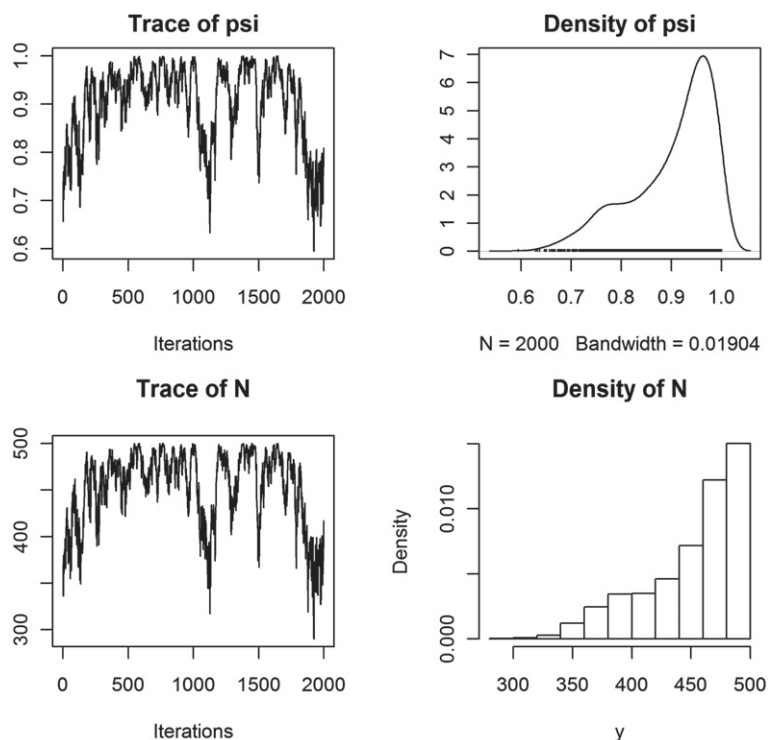 Trace of psi
1.0
0.9
0.8
0.7
0.6
0 500 1000 1500 2000
Iterations
Density of psi
7
6
5
4
3
2
1
0
0.6 0.7 0.8 0.9 1.0
N = 2000 Bandwidth = 0.01904
Trace of N
500
400
300
0 500 1000 1500 2000
Iterations
Density of N
Density
0.010
0.000
300 350 400 450 500
y